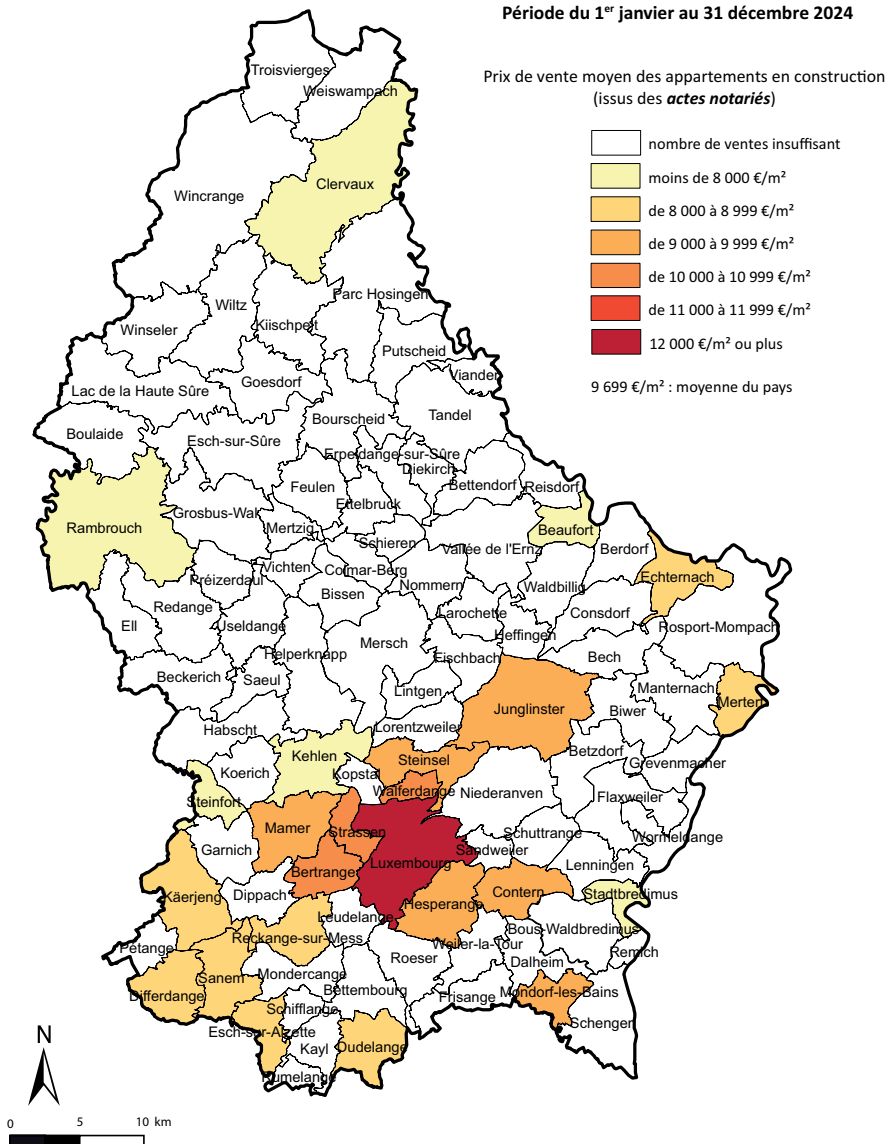 Période du 1er janvier au 31 décembre 2024
Prix de vente moyen des appartements en construction
(issus des actes notariés)
nombre de ventes insuffisant
moins de 8 000 €/m²
de 8 000 à 8 999 €/m²
de 9 000 à 9 999 €/m²
de 10 000 à 10 999 €/m²
de 11 000 à 11 999 €/m²
12 000 €/m² ou plus
9 699 €/m² : moyenne du pays
Troisvierges
Weiswampach
Clervaux
Wincrange
Parc Hosingen
Wiltz
Kiischpelt
Winseler
Putscheid
Vianden
Goesdorf
Lac de la Haute Sûre
Bourscheid
Tandel
Boulaide
Esch-sur-Sûre
Erpeldange-sur-Sûre
Diekirch
Bettendorf
Reisdorf
Feulen
Ettelbruck
Grosbus-Wal
Rambrouch
Mertzig
Beaufort
Schieren
Vallée de l'Ernz
Berdorf
Vichten
Colmar-Berg
Echternach
Préizerdaul
Nommern
Waldbillig
Bissen
Redange
Larochette
Consdorf
Ell
Useldange
Heffingen
Rosport-Mompach
Mersch
Helperknapp
Fischbach
Bech
Beckerich
Saeul
Lintgen
Manternach
Mertert
Junglinster
Biwer
Habscht
Lorentzweiler
Kehlen
Steinsel
Betzdorf
Grevenmacher
Koerich
Kopstal
Walferdange
Niederanven
Steinfort
Flaxweiler
Mamer
Strassen
Schuttrange
Wormeldange
Garnich
Sandweiler
Luxembourg
Lenningen
Bertrange
Contern
Stadtbredimus
Käerjeng
Dippach
Hesperange
Leudelange
Bous-Waldbredimus
Reckange-sur-Mess
Weiler-la-Tour
Pétange
Remich
Roeser
Dalheim
Sanem
Mondercange
Bettembourg
Differdange
Frisange
Mondorf-les-Bains
Schifflange
Schengen
Esch-sur-Alzette
Kayl
Dudelange
Rumelange
N
0 5 10 km